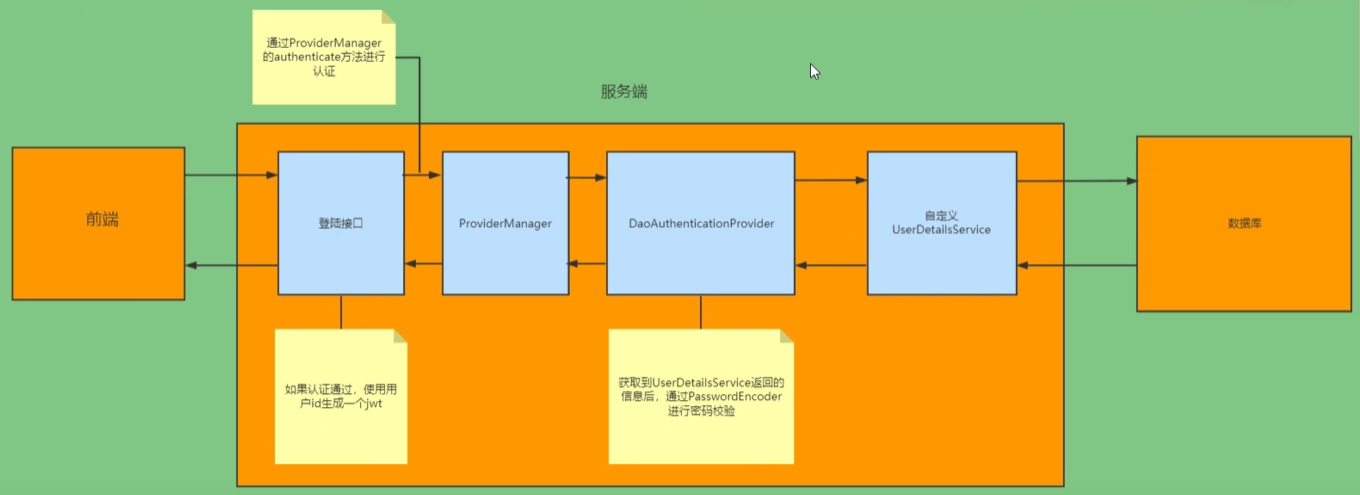 通过ProviderManager
的authenticate方法进行
认证
服务端
前端
登陆接口
ProviderManager
DaoAuthenticationProvider
自定义
UserDetailsService
数据库
如果认证通过，使用用
户id生成一个jwt
获取到UserDetailsService返回的
信息后，通过PasswordEncoder
进行密码校验